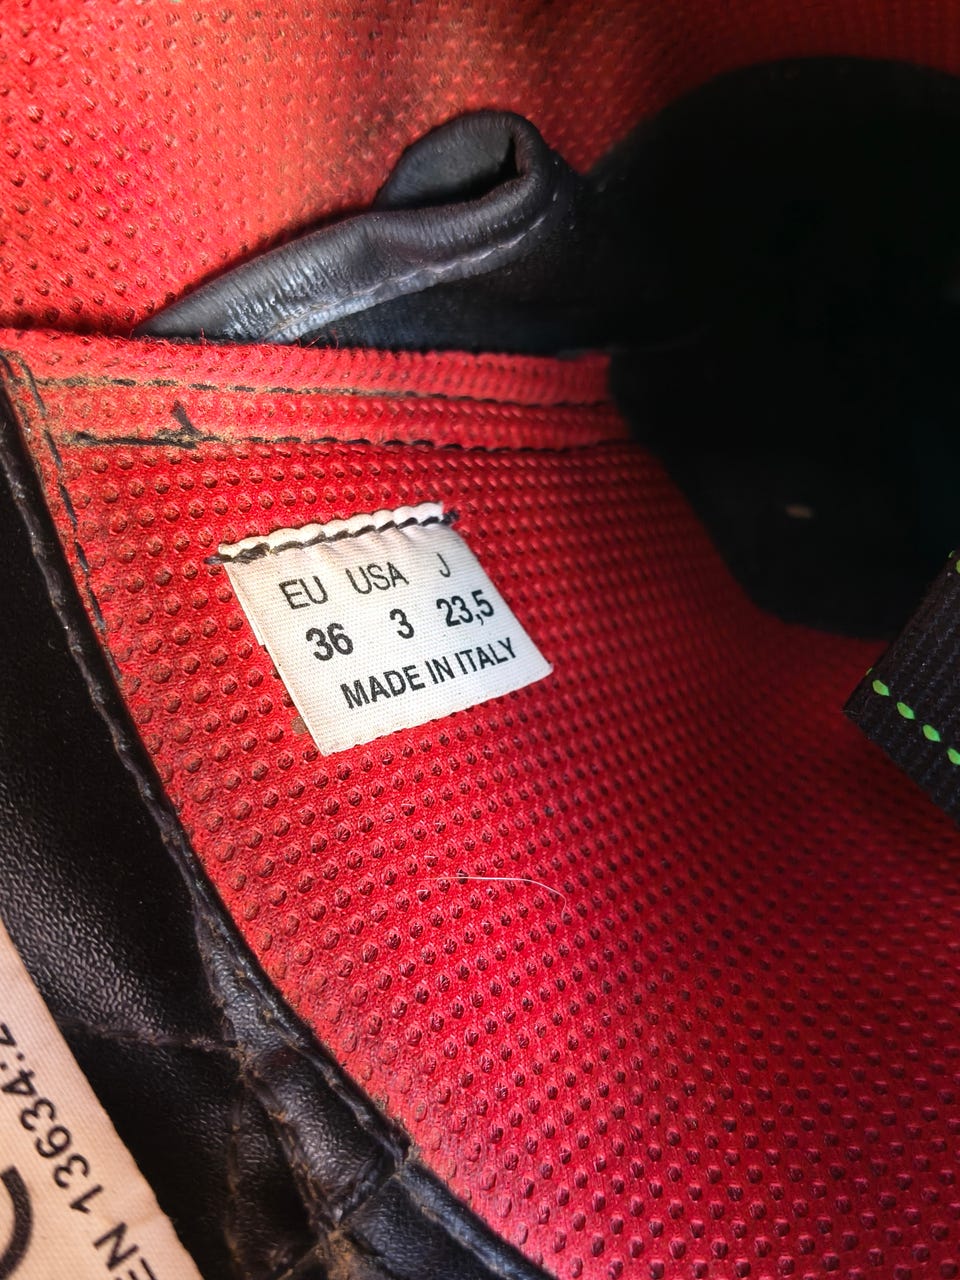 EU USA J
36 3 23,5
MADE IN ITALY
EN 13634:2